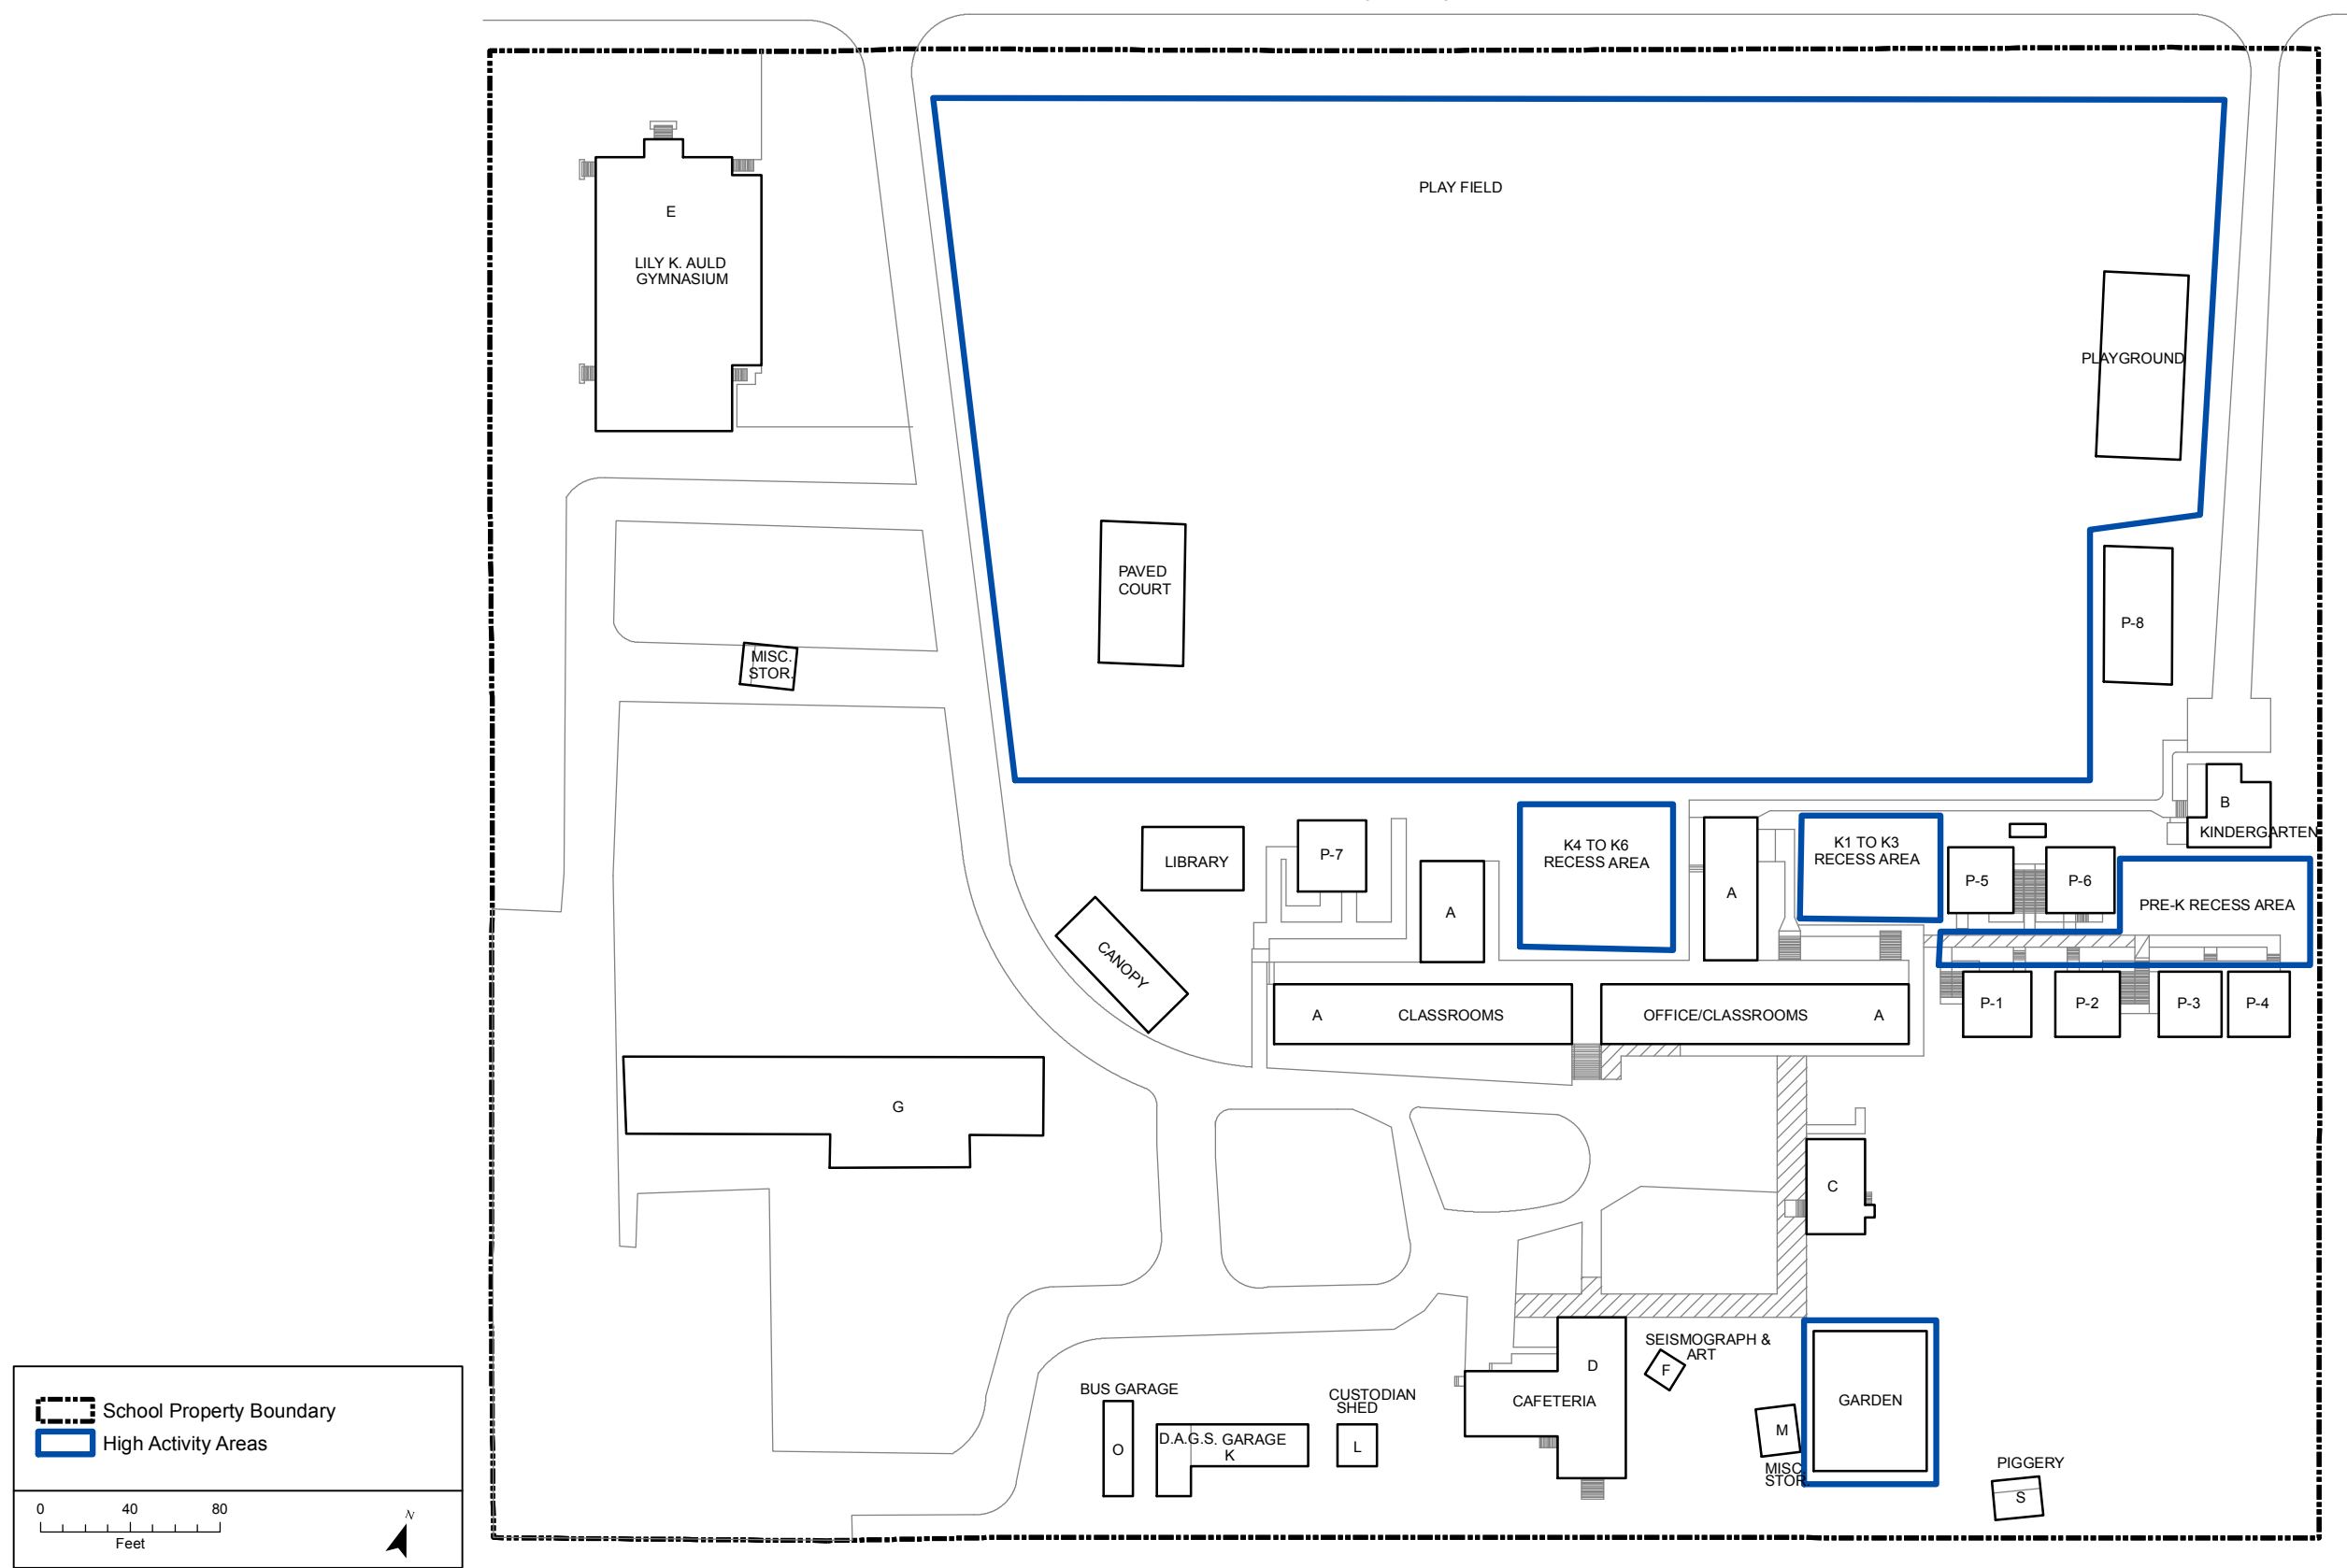 PLAY FIELD
E
LILY K. AULD
GYMNASIUM
PLAYGROUND
PAVED
COURT
P-8
MISC.
STOR.
B
KINDERGARTEN
LIBRARY
P-7
K4 TO K6
RECESS AREA
K1 TO K3
RECESS AREA
A
A
P-5
P-6
PRE-K RECESS AREA
CANOPY
A
CLASSROOMS
OFFICE/CLASSROOMS
A
P-1
P-2
P-3
P-4
G
C
SEISMOGRAPH &
ART
F
D
CAFETERIA
BUS GARAGE
O
D.A.G.S. GARAGE
K
CUSTODIAN
SHED
L
GARDEN
M
MISC
STOR.
PIGGERY
S
School Property Boundary
High Activity Areas
0 40 80
Feet
N